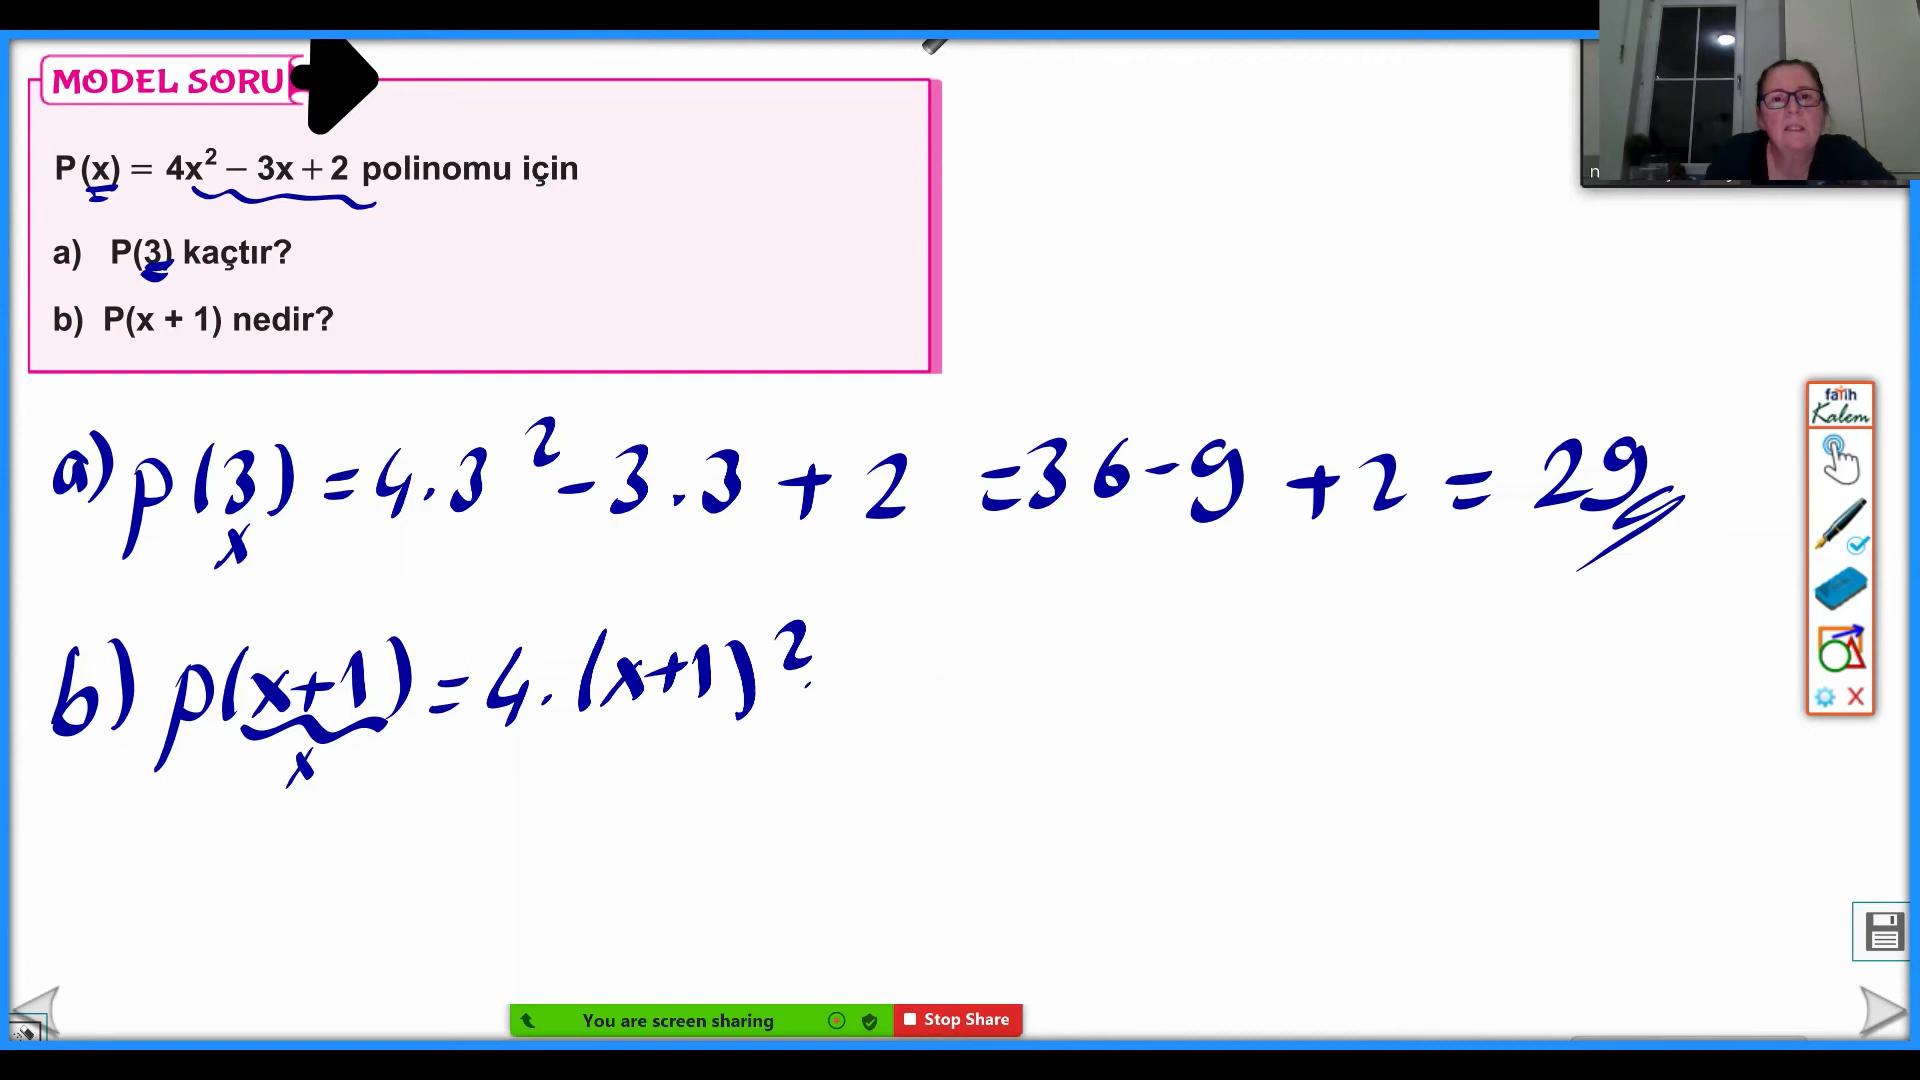 MODEL SORU
P(x) = 4x² − 3x + 2 polinomu için
a) P(3) kaçtır?
b) P(x + 1) nedir?
a) p(3) = 4.3² - 3.3 + 2 = 36 - 9 + 2 = 29
x
b) p(x+1) = 4.(x+1)²
x
fatih
Kalem
You are screen sharing
Stop Share